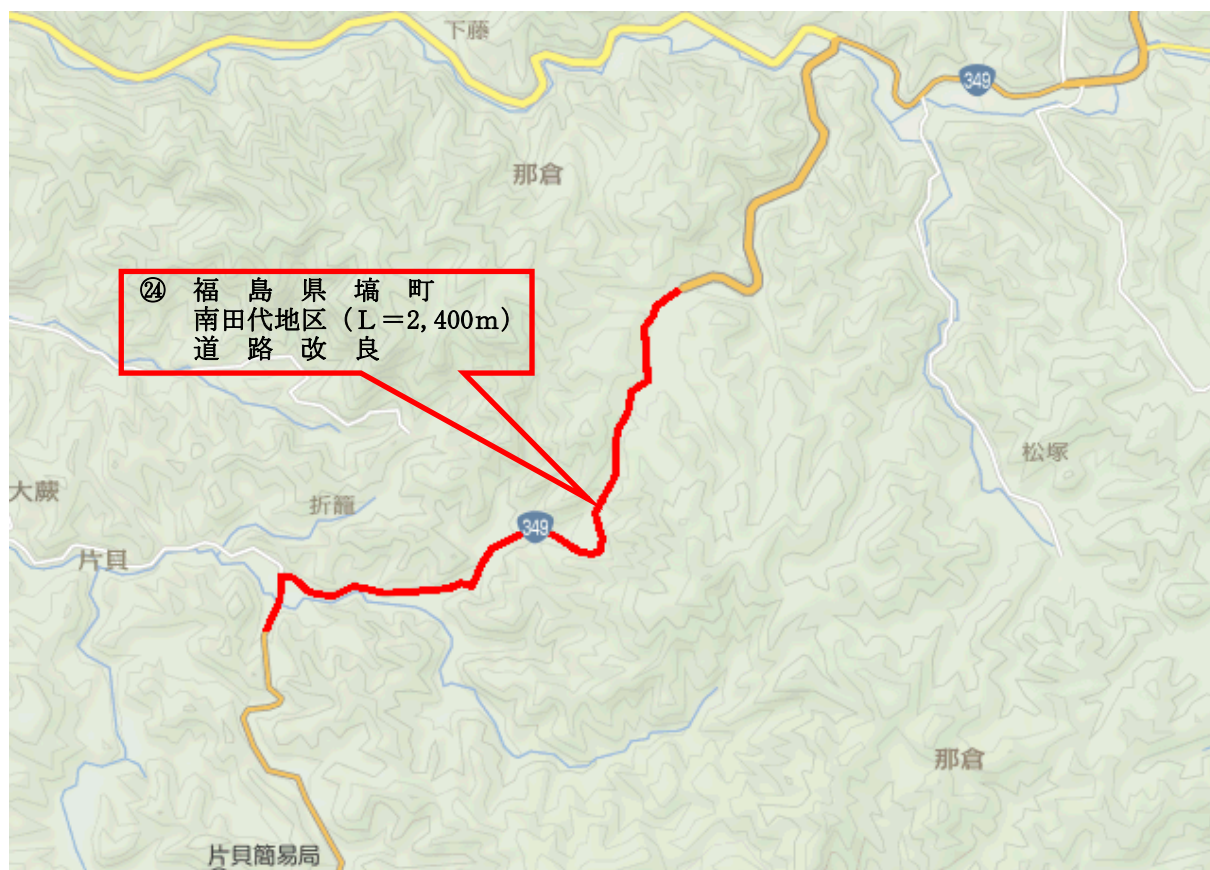 下藤
349
那倉
㉔ 福島県塙町
南田代地区（Ｌ＝2,400ｍ）
道路改良
松塚
大蕨
折籠
349
片貝
那倉
片貝簡易局